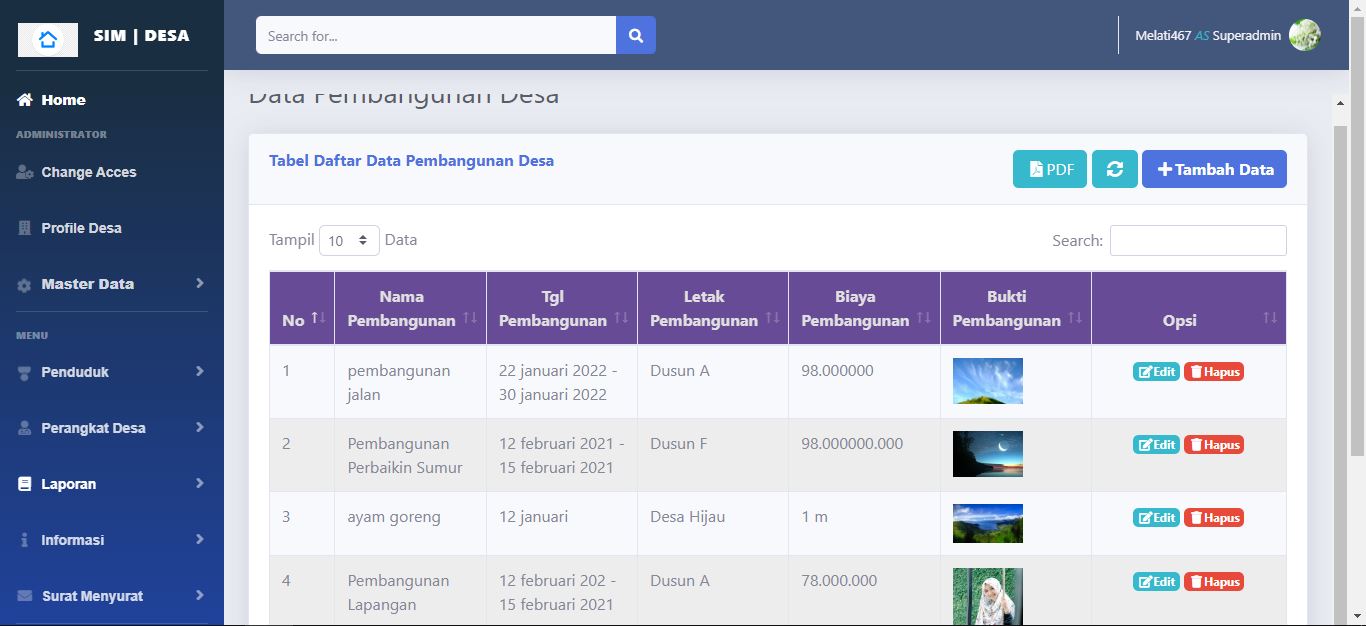 SIM | DESA
Search for...
Melati467 AS Superadmin
Home
ADMINISTRATOR
Change Acces
Profile Desa
Master Data
MENU
Penduduk
Perangkat Desa
Laporan
Informasi
Surat Menyurat
Data Pembangunan Desa
Tabel Daftar Data Pembangunan Desa
PDF
Tambah Data
Tampil 10 Data
Search:
No
Nama
Pembangunan
Tgl
Pembangunan
Letak
Pembangunan
Biaya
Pembangunan
Bukti
Pembangunan
Opsi
1
pembangunan
jalan
22 januari 2022 -
30 januari 2022
Dusun A
98.000000
Edit
Hapus
2
Pembangunan
Perbaikin Sumur
12 februari 2021 -
15 februari 2021
Dusun F
98.000000.000
Edit
Hapus
3
ayam goreng
12 januari
Desa Hijau
1 m
Edit
Hapus
4
Pembangunan
Lapangan
12 februari 202 -
15 februari 2021
Dusun A
78.000.000
Edit
Hapus